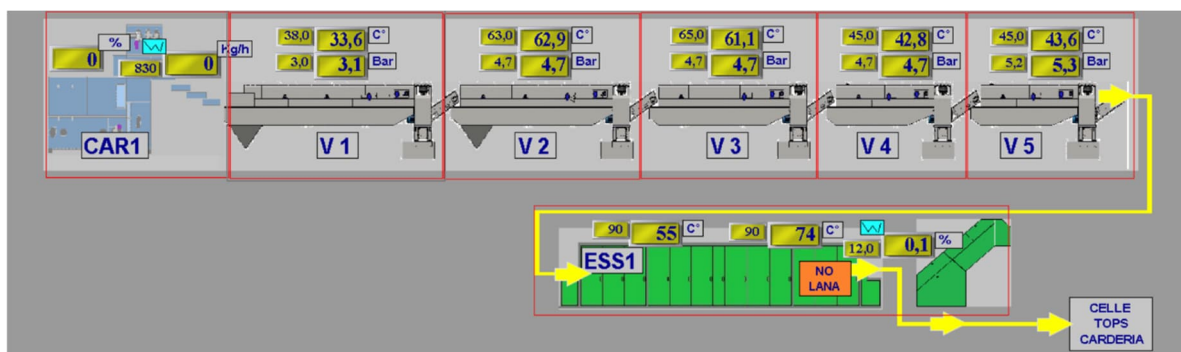 38,0 33,6 C° 63,0 62,9 C° 65,0 61,1 C° 45,0 42,8 C° 45,0 43,6 C°
% Kg/h
0 830 0 3,0 3,1 Bar 4,7 4,7 Bar 4,7 4,7 Bar 4,7 4,7 Bar 5,2 5,3 Bar
CAR1 V 1 V 2 V 3 V 4 V 5
90 55 C° 90 74 C°
12,0 0,1 %
ESS1
NO
LANA
CELLE
TOPS
CARDERIA